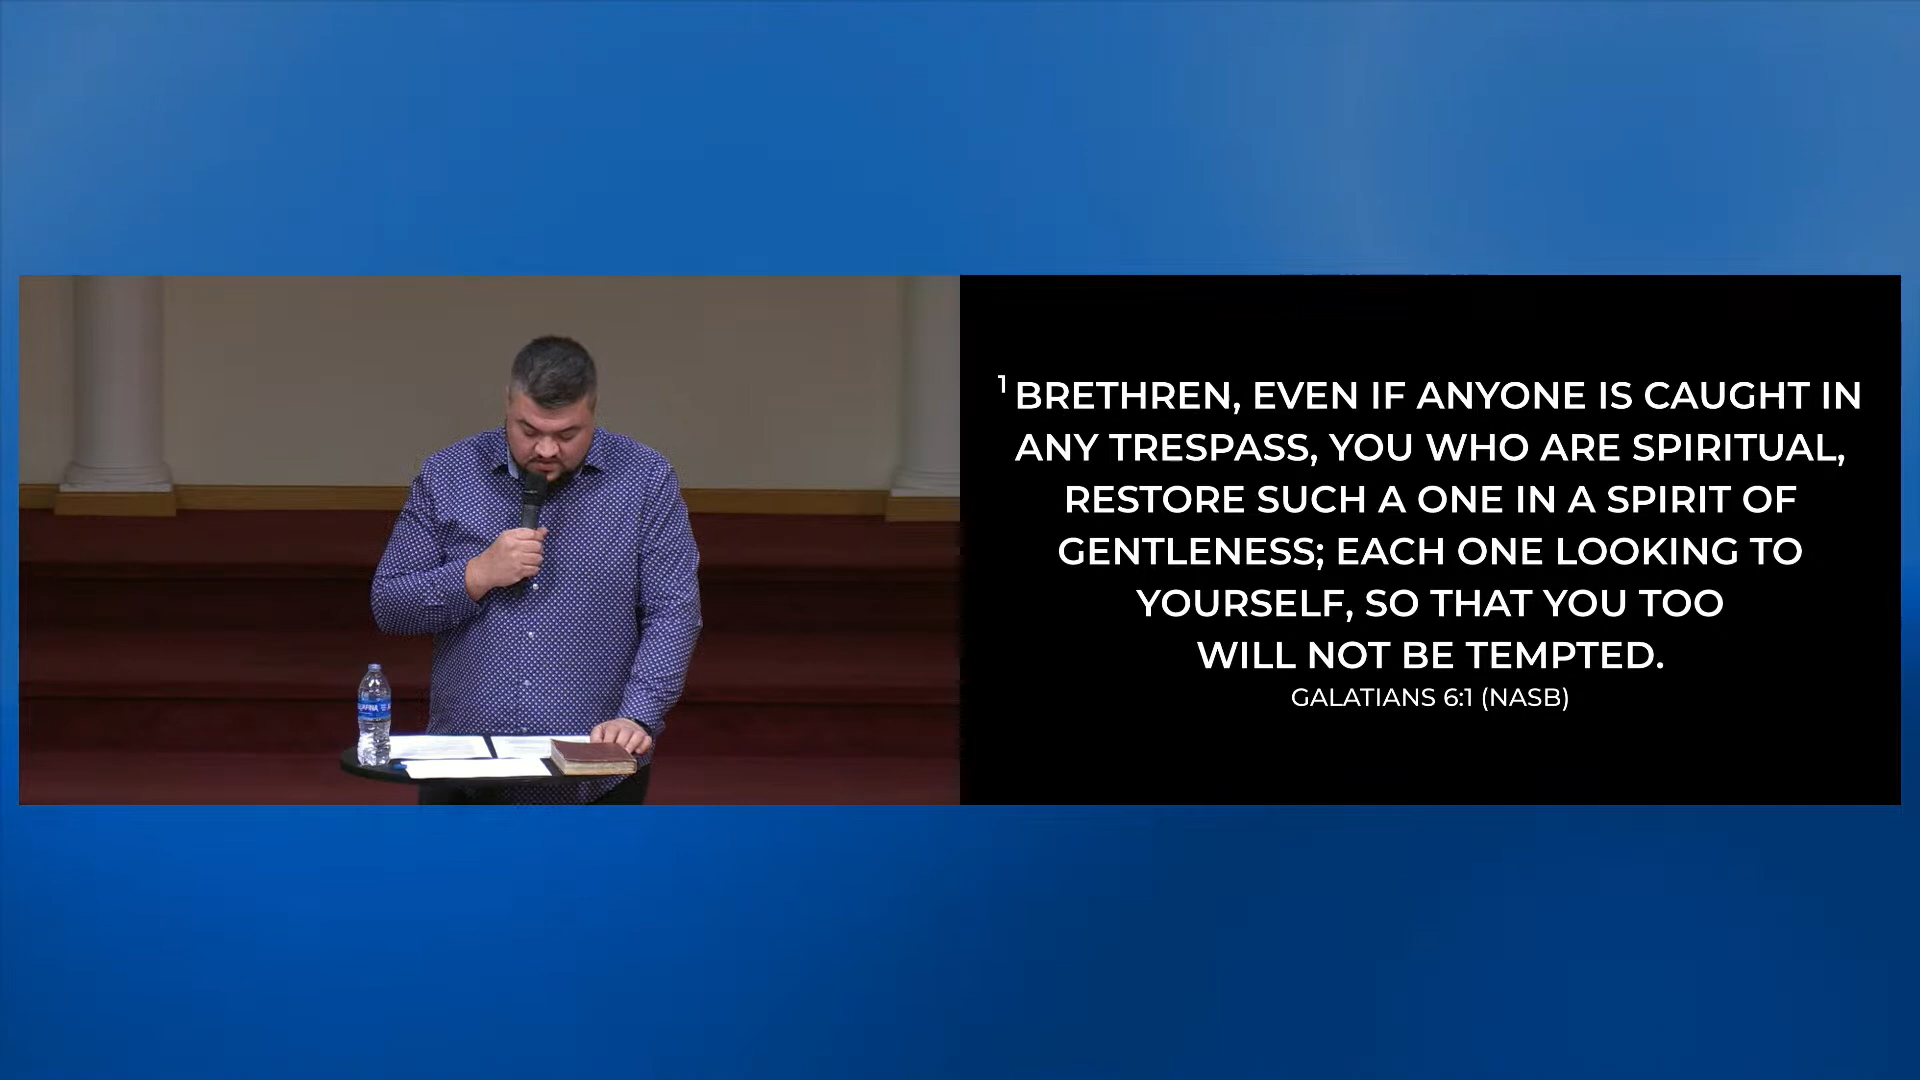 1 BRETHREN, EVEN IF ANYONE IS CAUGHT IN
ANY TRESPASS, YOU WHO ARE SPIRITUAL,
RESTORE SUCH A ONE IN A SPIRIT OF
GENTLENESS; EACH ONE LOOKING TO
YOURSELF, SO THAT YOU TOO
WILL NOT BE TEMPTED.
GALATIANS 6:1 (NASB)